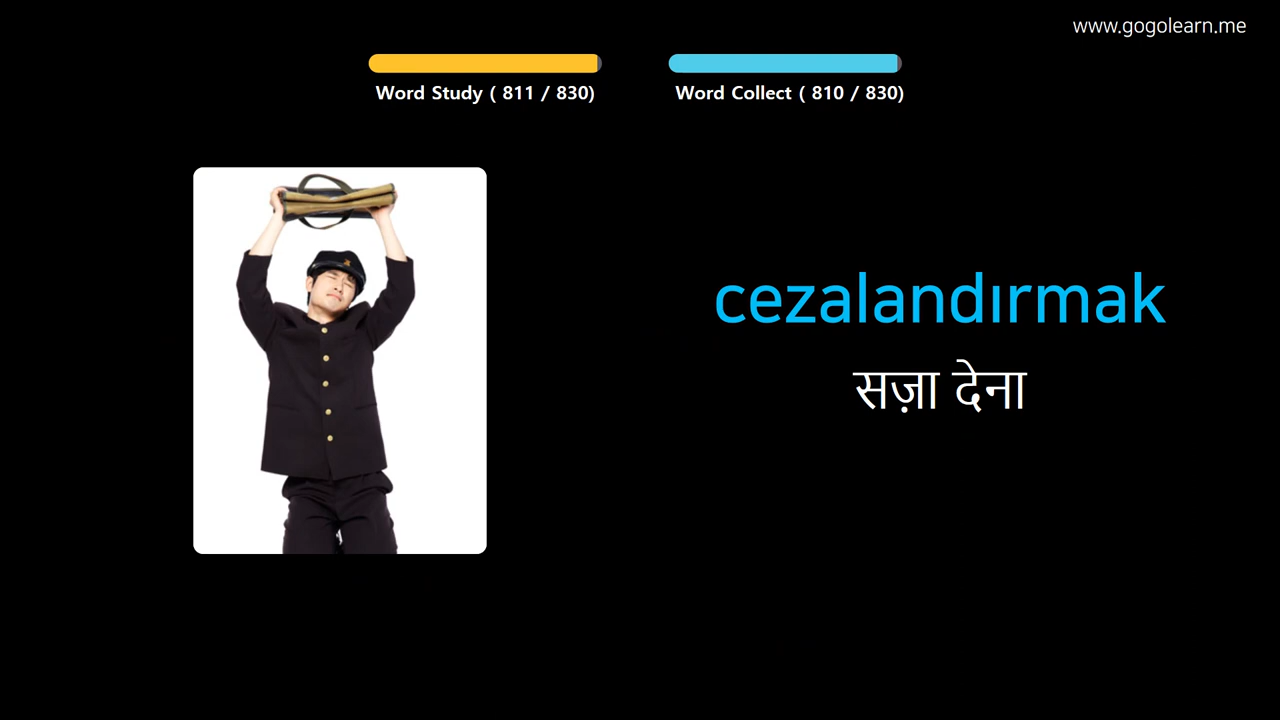 www.gogolearn.me
Word Study ( 811 / 830)
Word Collect ( 810 / 830)
cezalandırmak
सज़ा देना